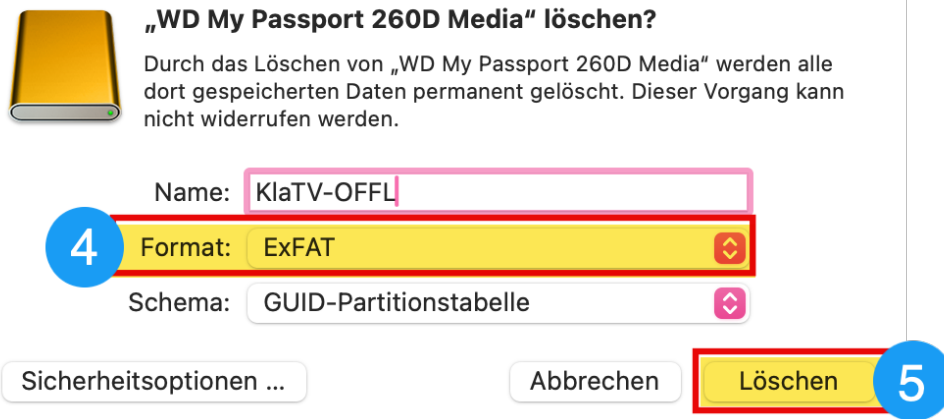 „WD My Passport 260D Media“ löschen?
Durch das Löschen von „WD My Passport 260D Media“ werden alle
dort gespeicherten Daten permanent gelöscht. Dieser Vorgang kann
nicht widerrufen werden.
Name: KlaTV-OFFL
4 Format: ExFAT
Schema: GUID-Partitionstabelle
Sicherheitsoptionen ... Abbrechen Löschen 5